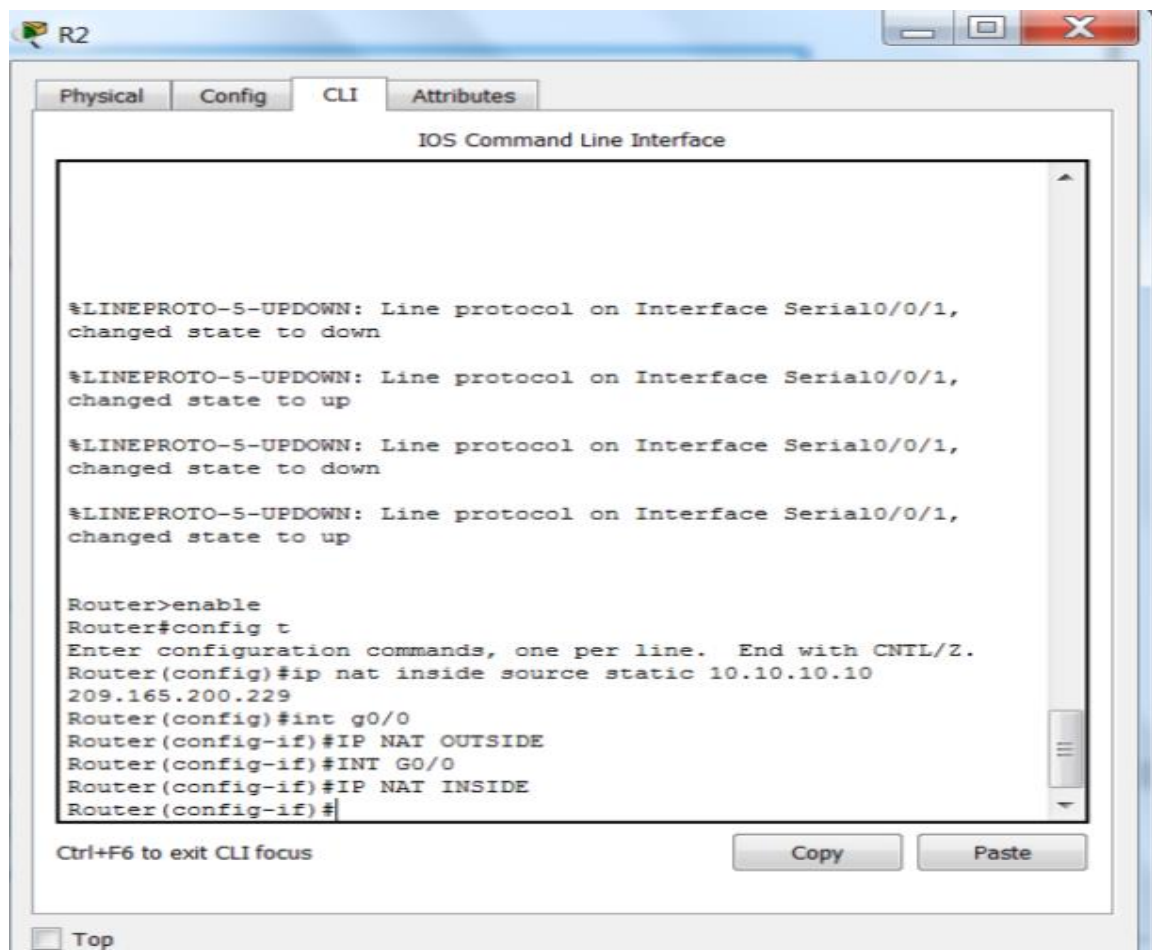 R2
Physical Config CLI Attributes
IOS Command Line Interface
%LINEPROTO-5-UPDOWN: Line protocol on Interface Serial0/0/1,
changed state to down
%LINEPROTO-5-UPDOWN: Line protocol on Interface Serial0/0/1,
changed state to up
%LINEPROTO-5-UPDOWN: Line protocol on Interface Serial0/0/1,
changed state to down
%LINEPROTO-5-UPDOWN: Line protocol on Interface Serial0/0/1,
changed state to up
Router>enable
Router#config t
Enter configuration commands, one per line.  End with CNTL/Z.
Router(config)#ip nat inside source static 10.10.10.10
209.165.200.229
Router(config)#int g0/0
Router(config-if)#IP NAT OUTSIDE
Router(config-if)#INT G0/0
Router(config-if)#IP NAT INSIDE
Router(config-if)#
Ctrl+F6 to exit CLI focus Copy Paste
Top